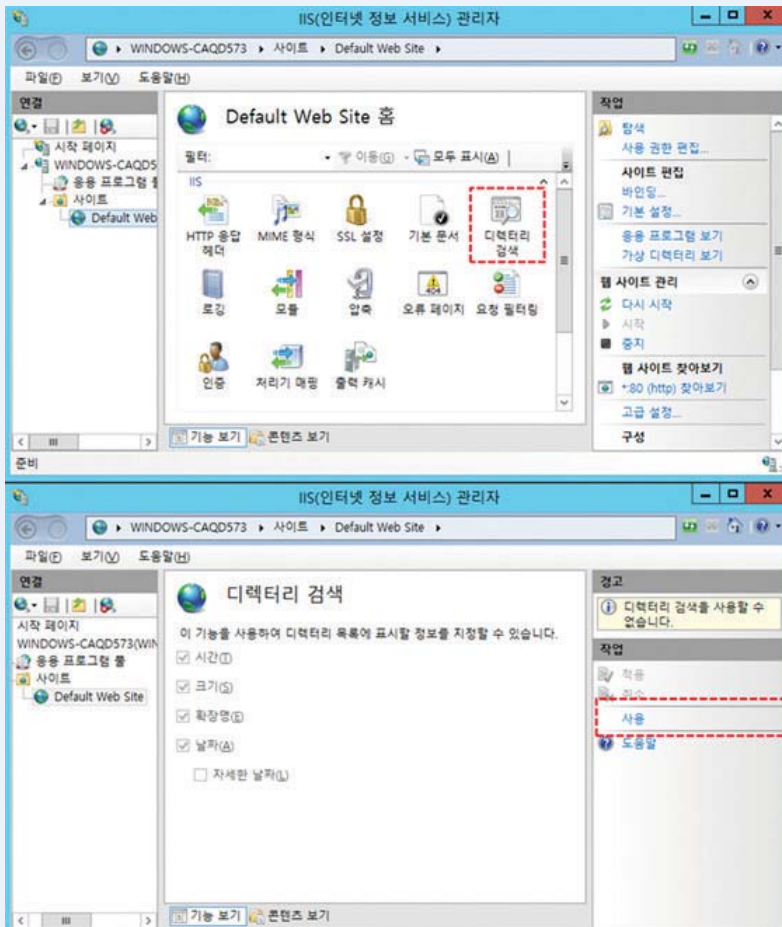 IIS(인터넷 정보 서비스) 관리자
WINDOWS-CAQD573 ▸ 사이트 ▸ Default Web Site ▸
파일(F) 보기(V) 도움말(H)
연결
시작 페이지
WINDOWS-CAQD5
응용 프로그램
사이트
Default Web
Default Web Site 홈
필터: 이동(G) 모두 표시(A)
IIS
HTTP 응답 헤더
MIME 형식
SSL 설정
기본 문서
디렉터리 검색
로깅
모듈
압축
오류 페이지
요청 필터링
인증
처리기 매핑
출력 캐시
기능 보기 콘텐츠 보기
작업
탐색
사용 권한 편집...
사이트 편집
바인딩...
기본 설정...
응용 프로그램 보기
가상 디렉터리 보기
웹 사이트 관리
다시 시작
시작
중지
웹 사이트 찾아보기
*:80 (http) 찾아보기
고급 설정...
구성
준비
IIS(인터넷 정보 서비스) 관리자
WINDOWS-CAQD573 ▸ 사이트 ▸ Default Web Site ▸
파일(F) 보기(V) 도움말(H)
연결
시작 페이지
WINDOWS-CAQD573(WIN
응용 프로그램 풀
사이트
Default Web Site
디렉터리 검색
이 기능을 사용하여 디렉터리 목록에 표시할 정보를 지정할 수 있습니다.
시간(T)
크기(S)
확장명(E)
날짜(A)
자세한 날짜(L)
기능 보기 콘텐츠 보기
경고
디렉터리 검색을 사용할 수 없습니다.
작업
적용
취소
사용
도움말